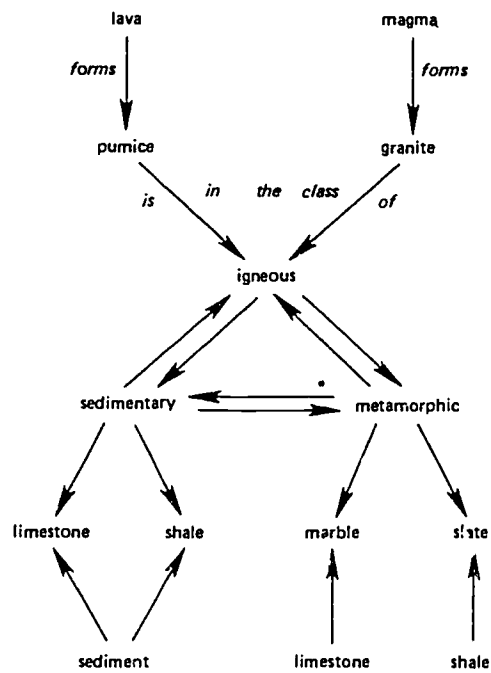 lava magma
forms forms
pumice granite
is in the class of
igneous
sedimentary metamorphic
limestone shale marble slate
sediment limestone shale